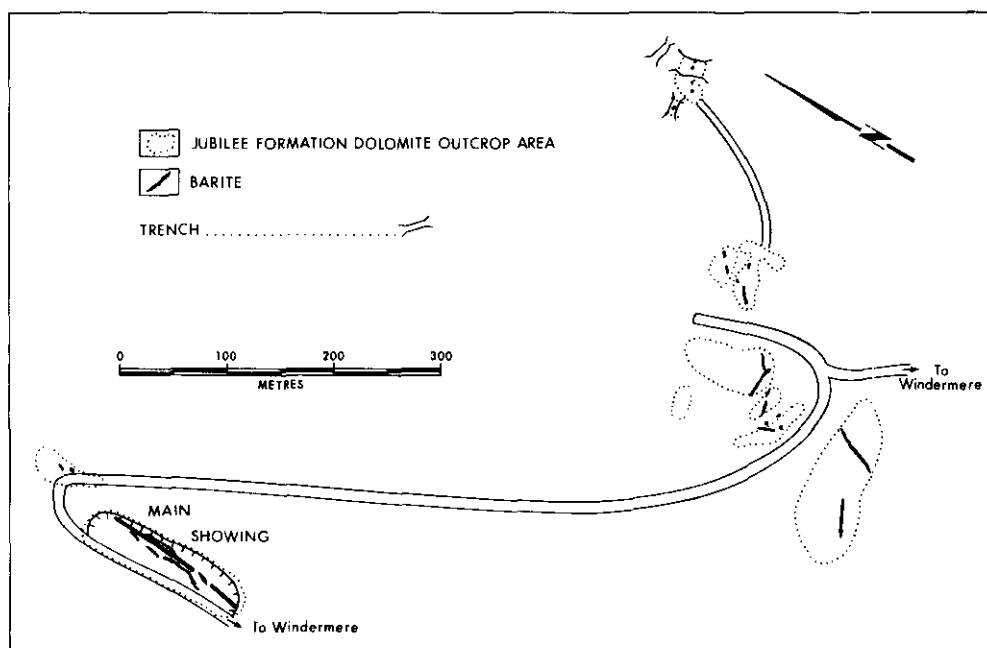 N
JUBILEE FORMATION DOLOMITE OUTCROP AREA
BARITE
TRENCH
0 100 200 300
METRES
To
Windermere
MAIN
SHOWING
To Windermere